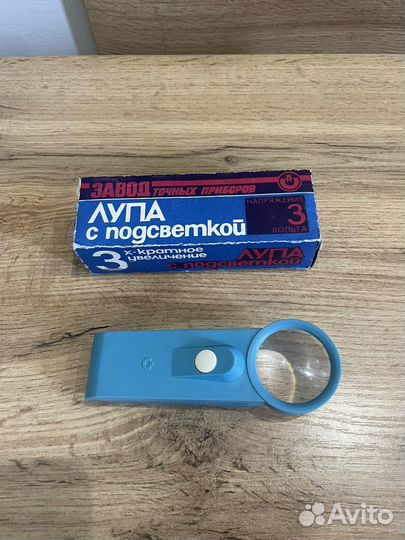 ЗАВОД ТОЧНЫХ ПРИБОРОВ
ЛУПА
с подсветкой
НАПРЯЖЕНИЕ
3
ВОЛЬТА
3 х-кратное
увеличение
ЛУПА
с подсветкой
Avito